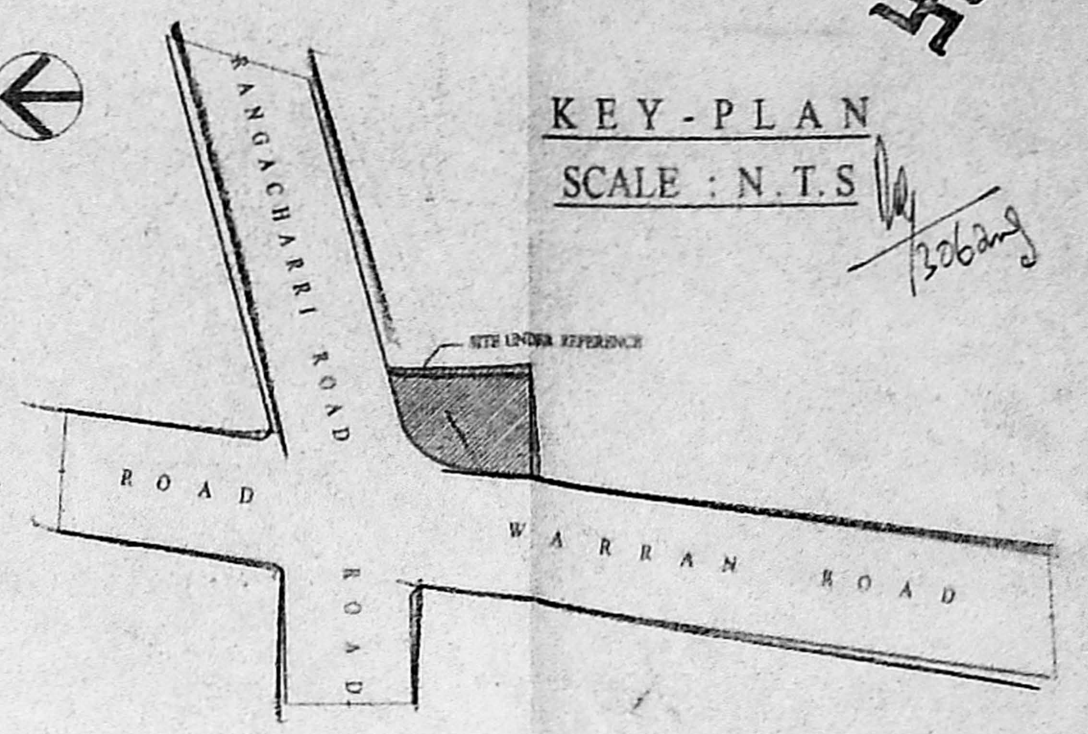 KEY-PLAN
SCALE : N.T.S
RANGACHARRI ROAD
SITE UNDER REFERENCE
ROAD
WARRAN ROAD
ROAD